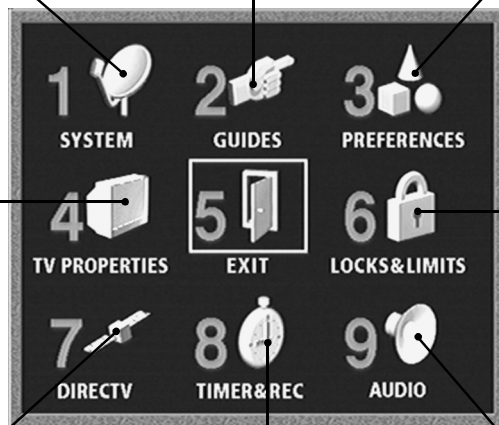 1 2 3
SYSTEM GUIDES PREFERENCES
4 5 6
TV PROPERTIES EXIT LOCKS&LIMITS
7 8 9
DIRECTV TIMER&REC AUDIO